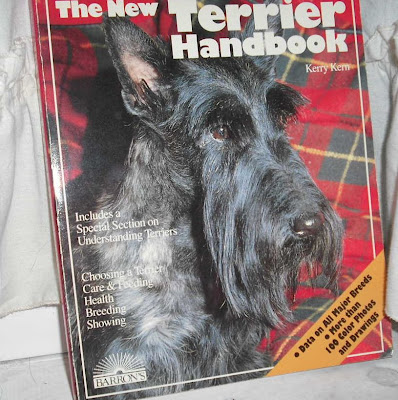 The New Terrier
Handbook
Kerry Kern
Includes a
Special Section on
Understanding Terriers
Choosing a Terrier
Care & Feeding
Health
Breeding
Showing
• Data on All Major Breeds
• More than
100 Color Photos
and Drawings
BARRON'S